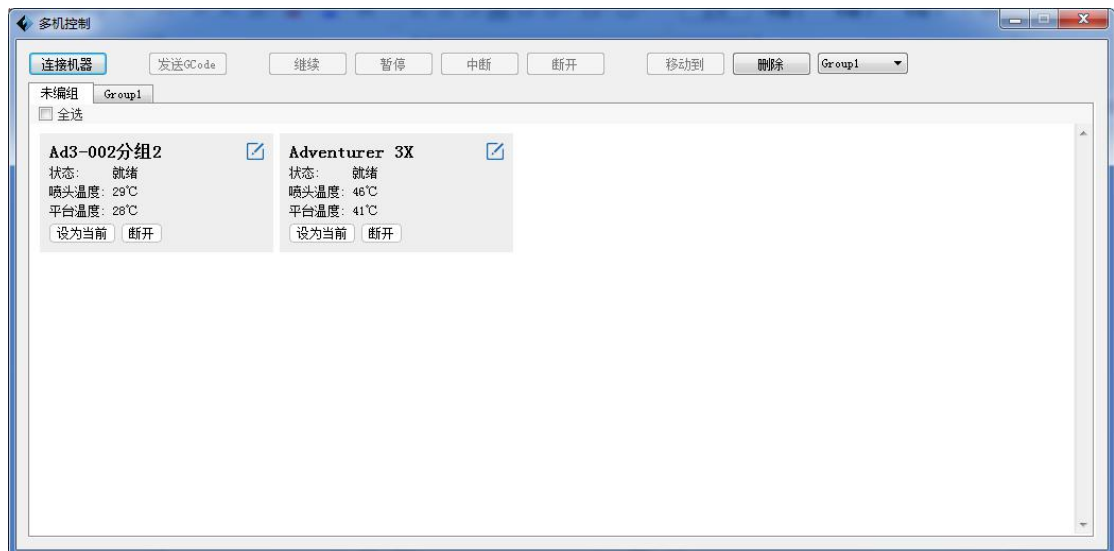 多机控制
连接机器 发送GCode 继续 暂停 中断 断开 移动到 删除 Group1
未编组 Group1
全选
Ad3-002分组2
状态: 就绪
喷头温度: 29℃
平台温度: 28℃
设为当前 断开
Adventurer 3X
状态: 就绪
喷头温度: 46℃
平台温度: 41℃
设为当前 断开